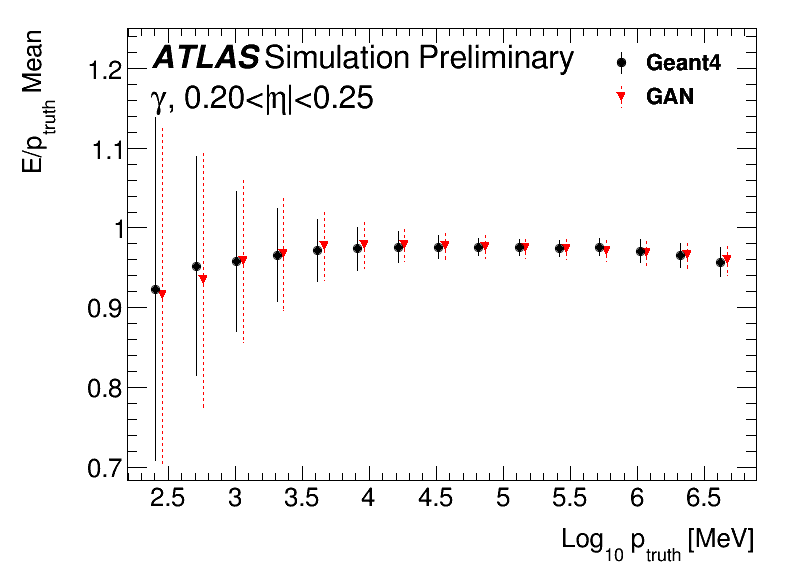 E/p_truth Mean
ATLAS Simulation Preliminary
γ, 0.20<|η|<0.25
Geant4
GAN
1.2
1.1
1
0.9
0.8
0.7
2.5 3 3.5 4 4.5 5 5.5 6 6.5
Log_10 p_truth [MeV]